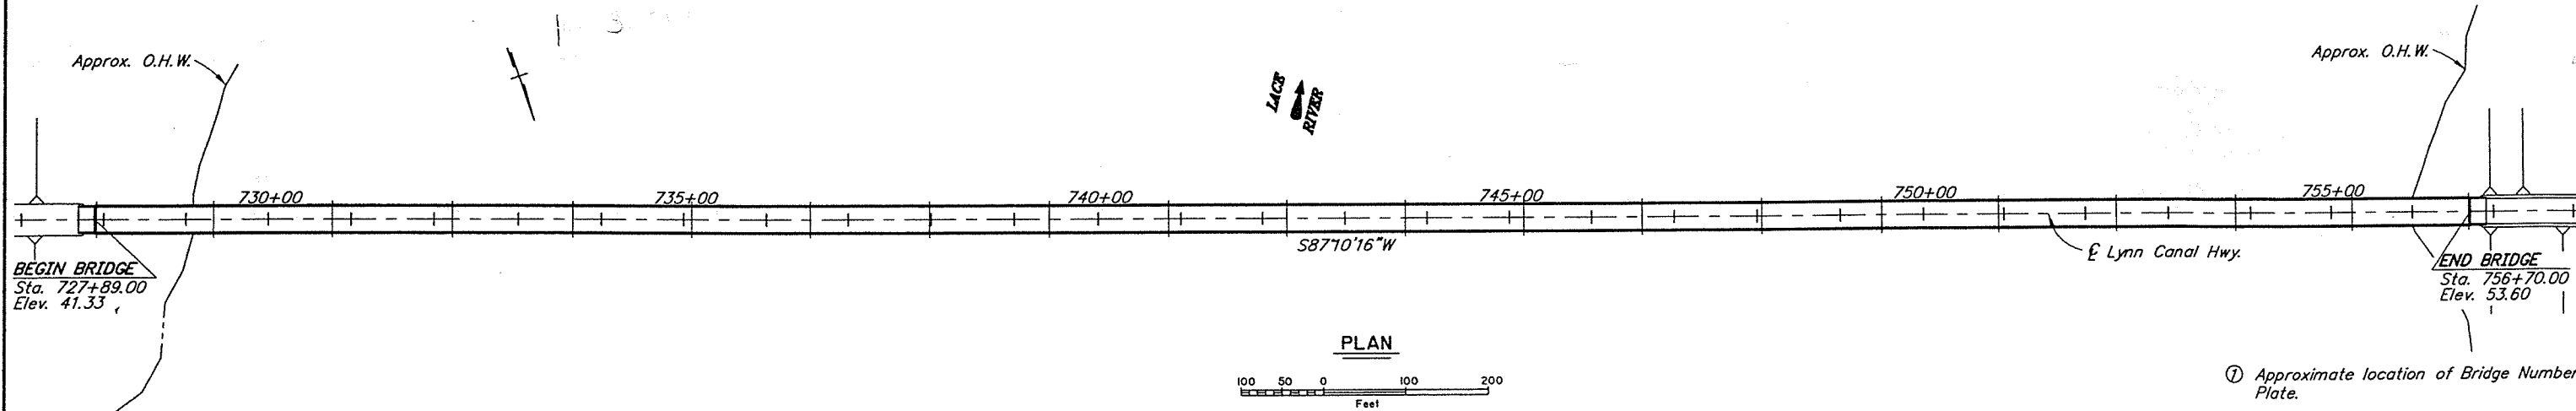 Approx. O.H.W.
Approx. O.H.W.
LACE
RIVER
730+00
735+00
740+00
745+00
750+00
755+00
S87°10'16"W
℄ Lynn Canal Hwy.
BEGIN BRIDGE
Sta. 727+89.00
Elev. 41.33
END BRIDGE
Sta. 756+70.00
Elev. 53.60
PLAN
100 50 0 100 200
Feet
① Approximate location of Bridge Number
Plate.